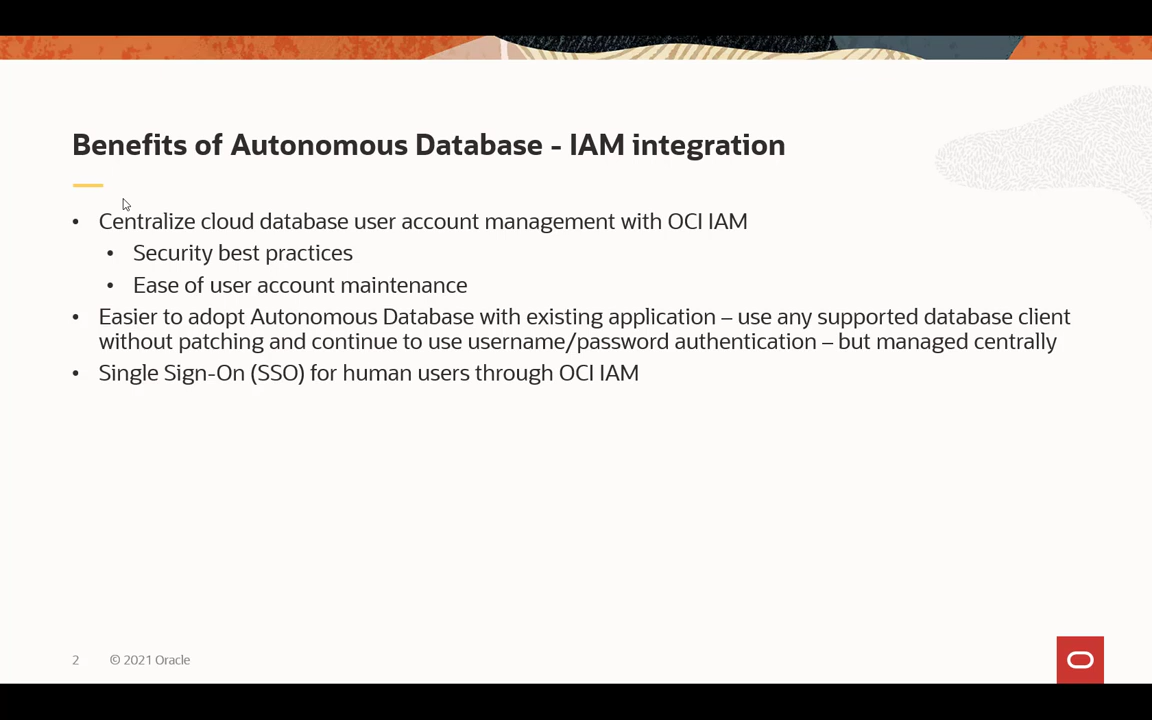 Benefits of Autonomous Database - IAM integration
• Centralize cloud database user account management with OCI IAM
• Security best practices
• Ease of user account maintenance
• Easier to adopt Autonomous Database with existing application – use any supported database client
without patching and continue to use username/password authentication – but managed centrally
• Single Sign-On (SSO) for human users through OCI IAM
2 © 2021 Oracle